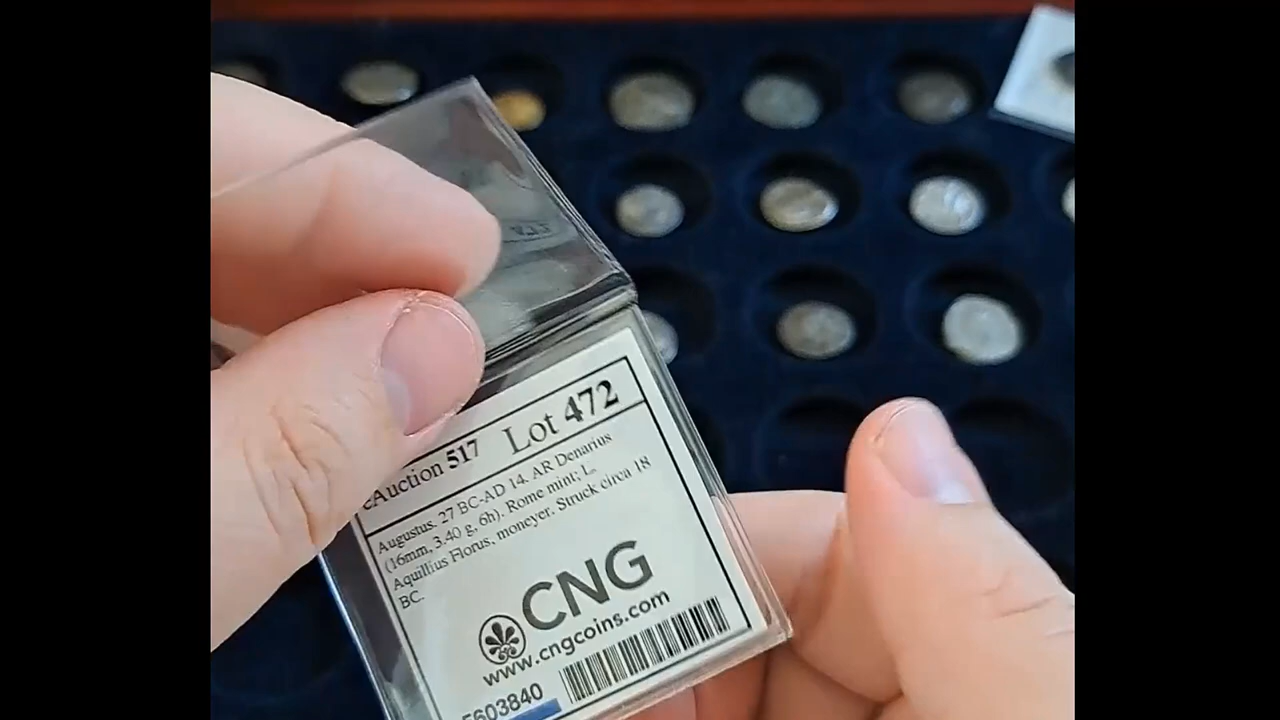 eAuction 517 Lot 472
Augustus. 27 BC-AD 14. AR Denarius
(16mm, 3.40 g, 6h). Rome mint; L.
Aquillius Florus, moneyer. Struck circa 18
BC.
CNG
www.cngcoins.com
5603840